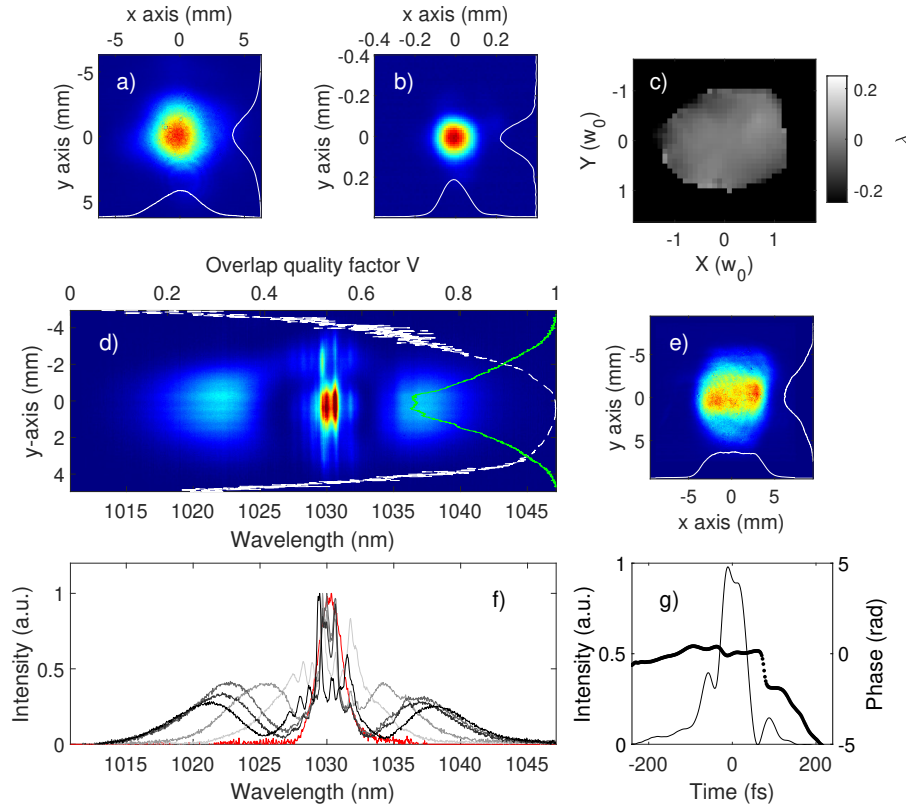 x axis (mm)
-5 0 5
x axis (mm)
-0.4 -0.2 0 0.2
y axis (mm)
-5
0
5
a)
y axis (mm)
-0.4
-0.2
0
0.2
b)
Y (w0)
-1
0
1
c)
-1 0 1
X (w0)
0.2
0
-0.2
λ
Overlap quality factor V
0 0.2 0.4 0.6 0.8 1
y-axis (mm)
-4
-2
0
2
4
d)
1015 1020 1025 1030 1035 1040 1045
Wavelength (nm)
y axis (mm)
-5
0
5
e)
-5 0 5
x axis (mm)
Intensity (a.u.)
1
0.5
0
f)
1015 1020 1025 1030 1035 1040 1045
Wavelength (nm)
Intensity (a.u.)
1
0.5
0
g)
5
0
-5
Phase (rad)
-200 0 200
Time (fs)